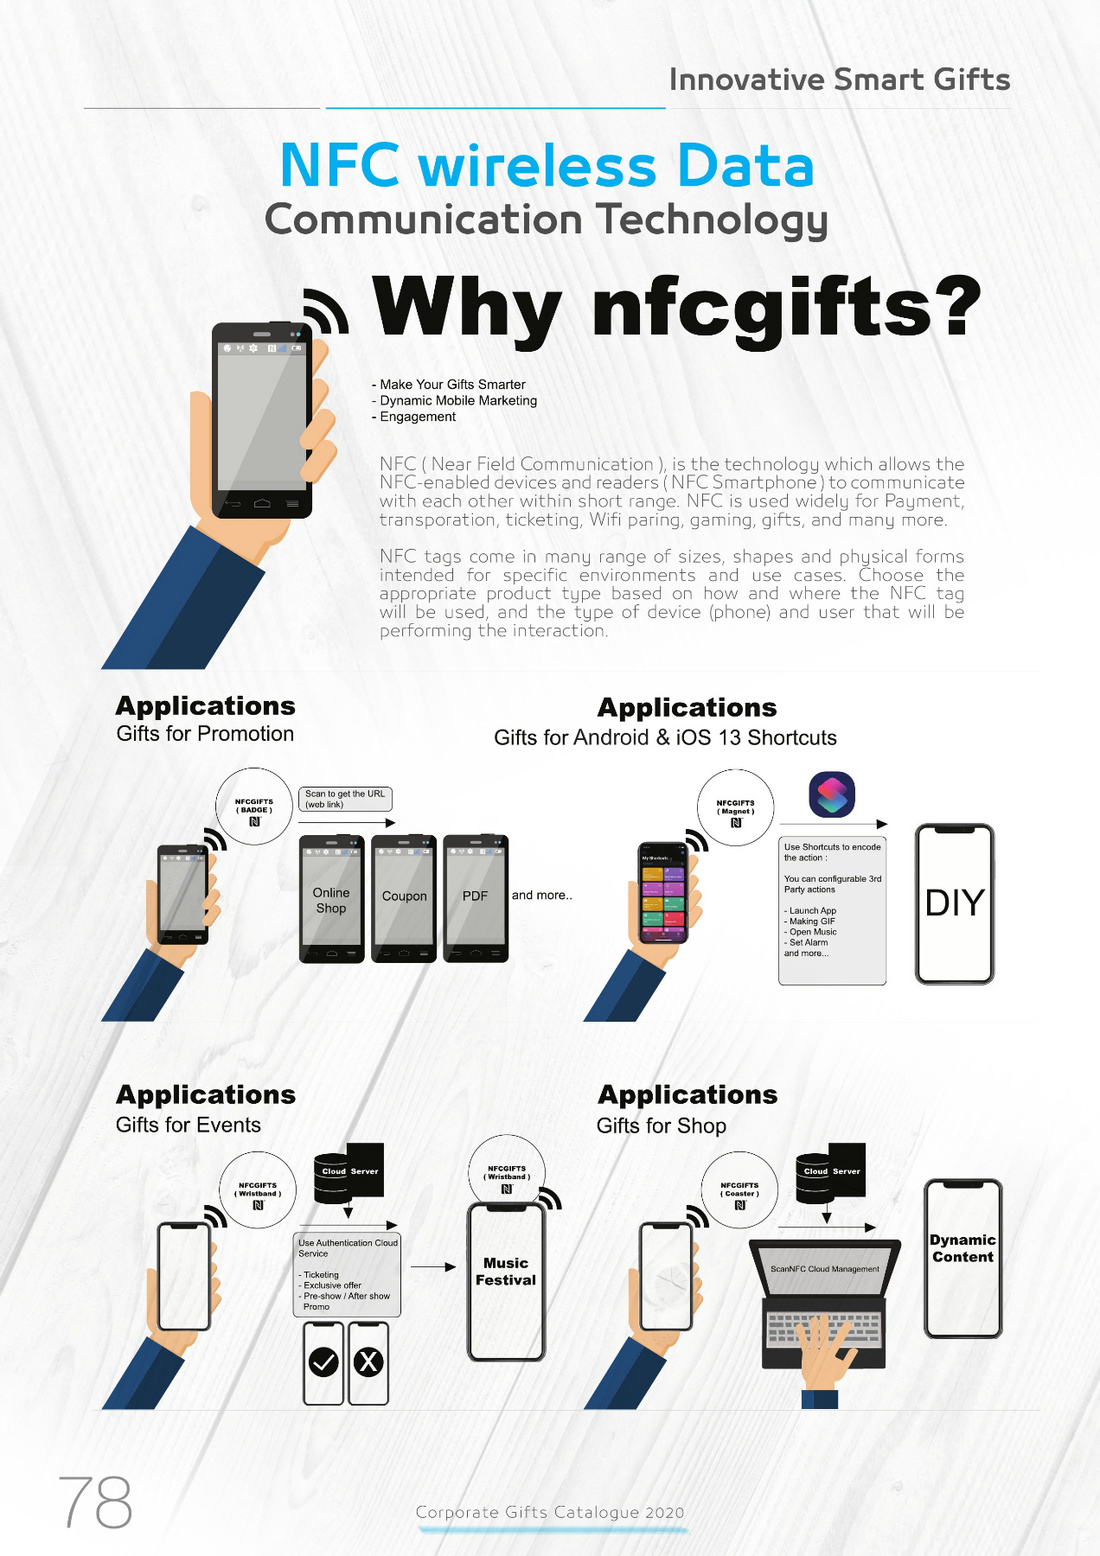 Innovative Smart Gifts
NFC wireless Data
Communication Technology
Why nfcgifts?
- Make Your Gifts Smarter
- Dynamic Mobile Marketing
- Engagement
NFC ( Near Field Communication ), is the technology which allows the
NFC-enabled devices and readers ( NFC Smartphone ) to communicate
with each other within short range. NFC is used widely for Payment,
transporation, ticketing, Wifi paring, gaming, gifts, and many more.
NFC tags come in many range of sizes, shapes and physical forms
intended for specific environments and use cases. Choose the
appropriate product type based on how and where the NFC tag
will be used, and the type of device (phone) and user that will be
performing the interaction.
Applications
Gifts for Promotion
NFCGIFTS
( BADGE )
Scan to get the URL
(web link)
Online
Shop
Coupon
PDF
and more..
Applications
Gifts for Android & iOS 13 Shortcuts
NFCGIFTS
( Magnet )
My Shortcuts
Use Shortcuts to encode
the action :
You can configurable 3rd
Party actions
- Launch App
- Making GIF
- Open Music
- Set Alarm
and more...
DIY
Applications
Gifts for Events
NFCGIFTS
( Wristband )
Cloud Server
Use Authentication Cloud
Service
- Ticketing
- Exclusive offer
- Pre-show / After show
Promo
X
NFCGIFTS
( Wristband )
Music
Festival
Applications
Gifts for Shop
NFCGIFTS
( Coaster )
Cloud Server
ScanNFC Cloud Management
Dynamic
Content
78
Corporate Gifts Catalogue 2020